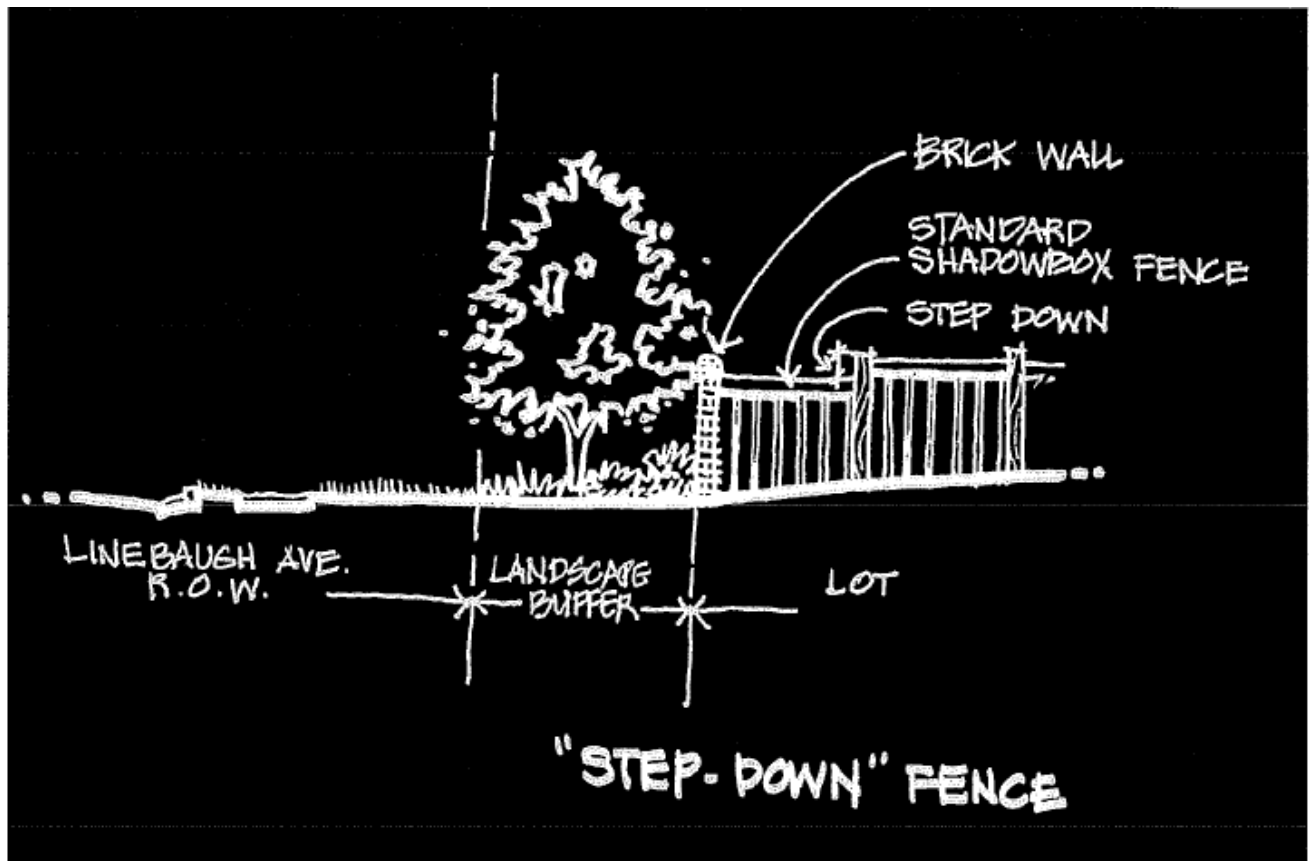 BRICK WALL
STANDARD
SHADOWBOX FENCE
STEP DOWN
LINEBAUGH AVE.
R.O.W.
LANDSCAPE
BUFFER
LOT
"STEP-DOWN" FENCE